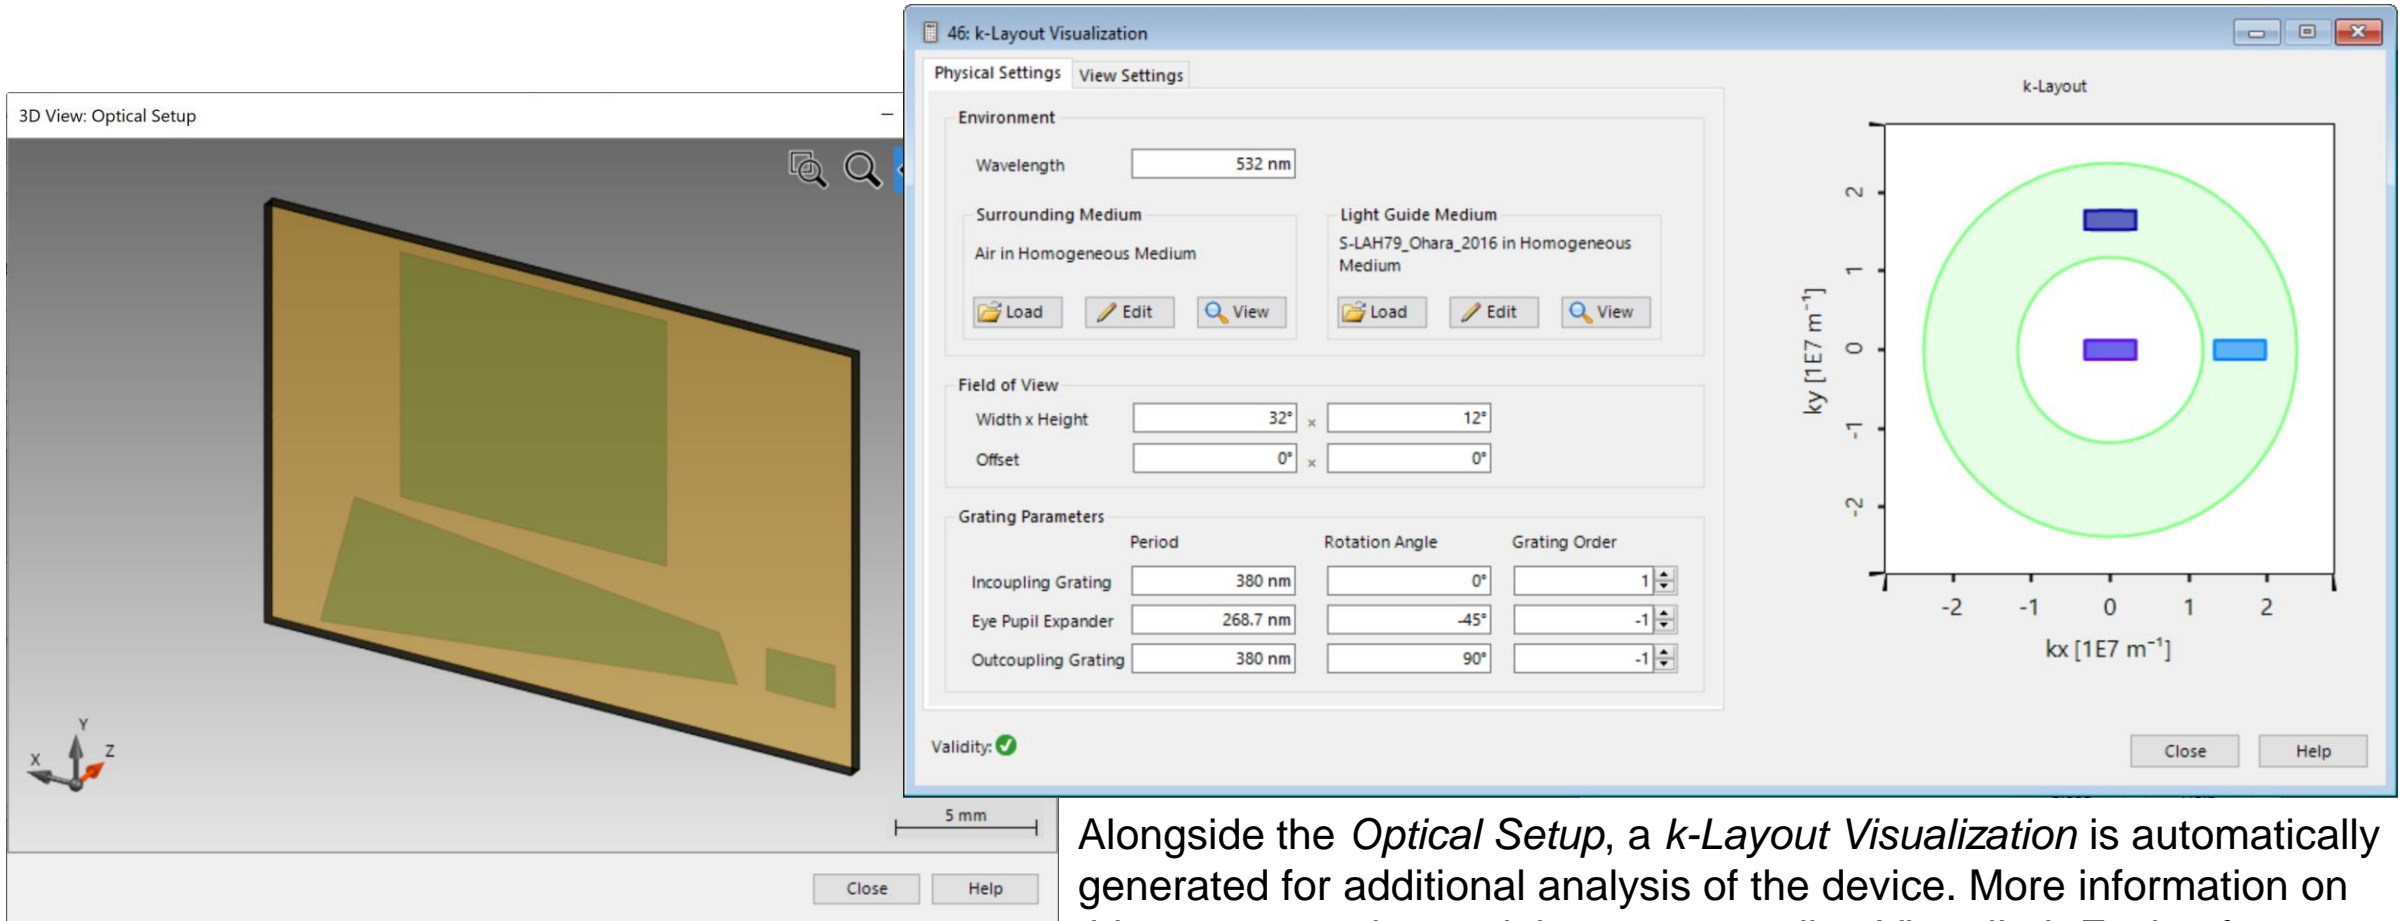 3D View: Optical Setup
X
Y
Z
5 mm
Close
Help
46: k-Layout Visualization
Physical Settings
View Settings
Environment
Wavelength
532 nm
Surrounding Medium
Air in Homogeneous Medium
Load
Edit
View
Light Guide Medium
S-LAH79_Ohara_2016 in Homogeneous
Medium
Load
Edit
View
Field of View
Width x Height
32°
×
12°
Offset
0°
×
0°
Grating Parameters
Period
Rotation Angle
Grating Order
Incoupling Grating
380 nm
0°
1
Eye Pupil Expander
268.7 nm
-45°
-1
Outcoupling Grating
380 nm
90°
-1
Validity:
k-Layout
ky [1E7 m⁻¹]
2
1
0
-1
-2
-2
-1
0
1
2
kx [1E7 m⁻¹]
Close
Help
Alongside the Optical Setup, a k-Layout Visualization is automatically
generated for additional analysis of the device. More information on